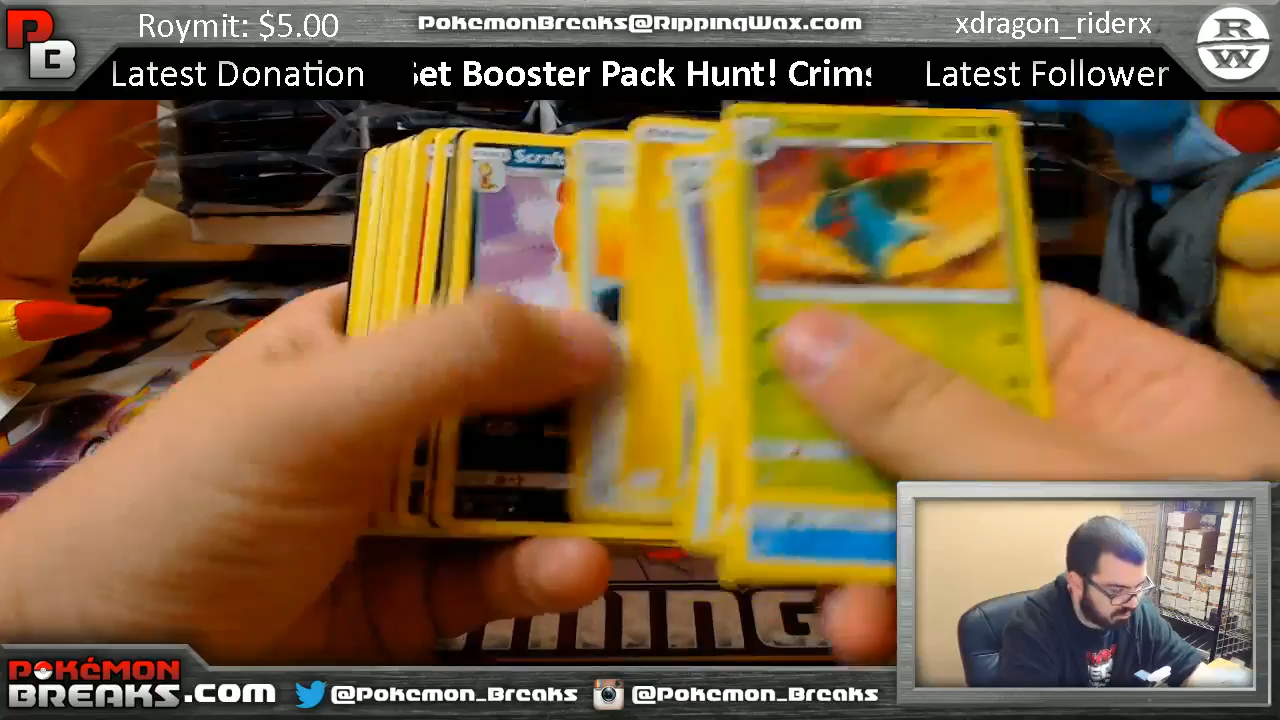 Roymit: $5.00
PokemonBreaks@RippingWax.com
xdragon_riderx
PB
Latest Donation
Set Booster Pack Hunt! Crims
Latest Follower
RW
Scraft
POKéMON
BREAKS.com
@Pokemon_Breaks
@Pokemon_Breaks